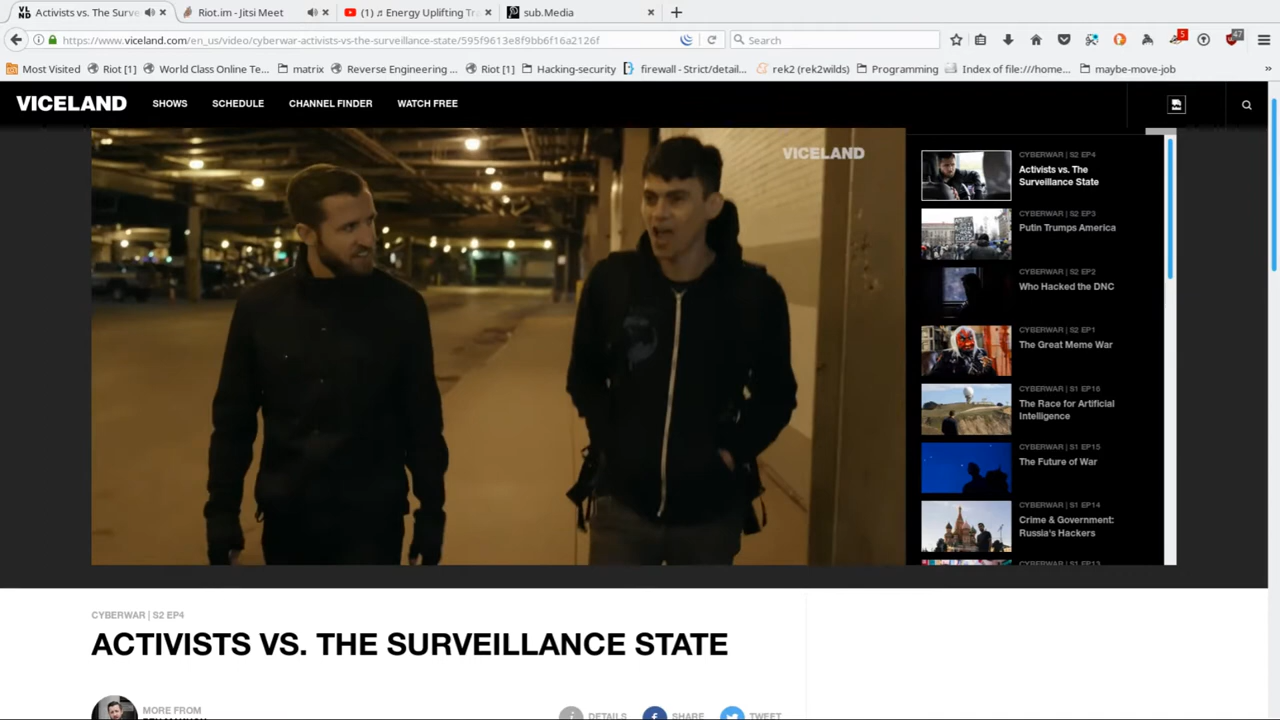 Activists vs. The Surve
Riot.im - Jitsi Meet
(1) ♫ Energy Uplifting Tr
sub.Media
https://www.viceland.com/en_us/video/cyberwar-activists-vs-the-surveillance-state/595f9613e8f9bb6f16a2126f
Search
5
47
Most Visited
Riot [1]
World Class Online Te...
matrix
Reverse Engineering ...
Riot [1]
Hacking-security
firewall - Strict/detail...
rek2 (rek2wilds)
Programming
Index of file:///home...
maybe-move-job
»
VICELAND
SHOWS
SCHEDULE
CHANNEL FINDER
WATCH FREE
VICELAND
CYBERWAR | S2 EP4
Activists vs. The
Surveillance State
CYBERWAR | S2 EP3
Putin Trumps America
CYBERWAR | S2 EP2
Who Hacked the DNC
CYBERWAR | S2 EP1
The Great Meme War
CYBERWAR | S1 EP16
The Race for Artificial
Intelligence
CYBERWAR | S1 EP15
The Future of War
CYBERWAR | S1 EP14
Crime & Government:
Russia's Hackers
CYBERWAR | S1 EP13
CYBERWAR | S2 EP4
ACTIVISTS VS. THE SURVEILLANCE STATE
MORE FROM
DETAILS
SHARE
TWEET